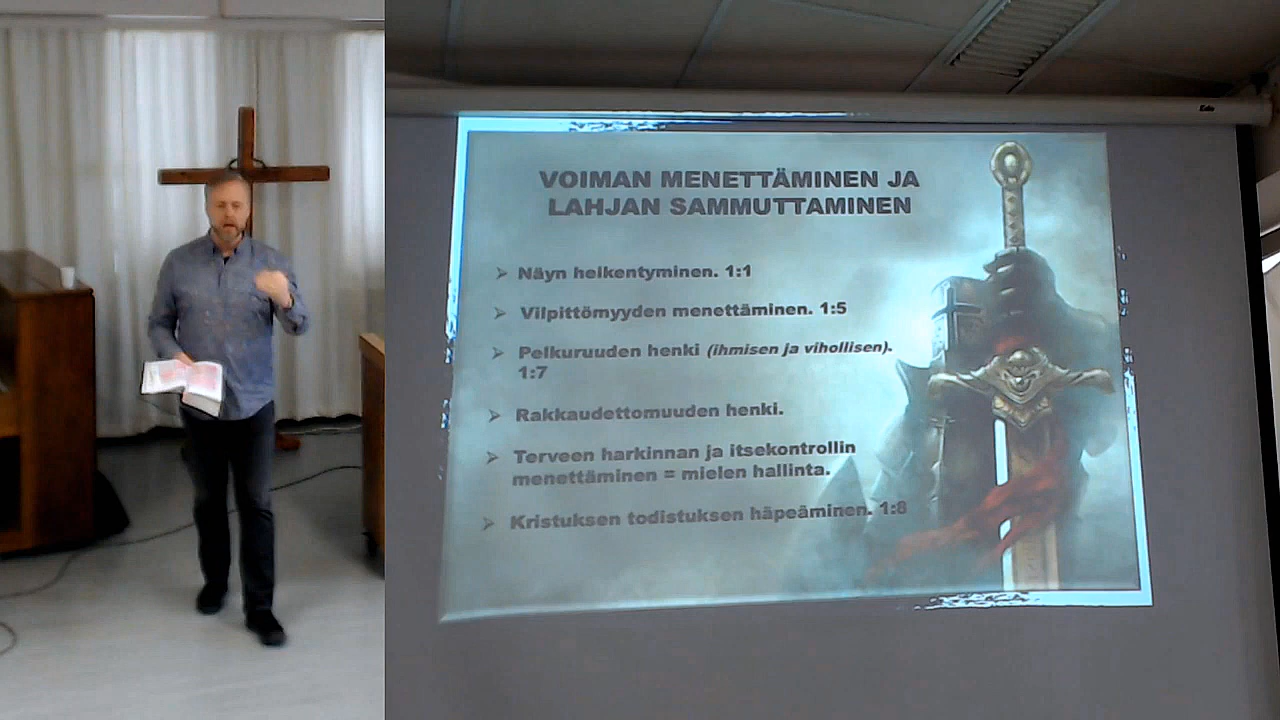 VOIMAN MENETTÄMINEN JA
LAHJAN SAMMUTTAMINEN
➢ Näyn heikentyminen. 1:1
➢ Vilpittömyyden menettäminen. 1:5
➢ Pelkuruuden henki (ihmisen ja vihollisen).
1:7
➢ Rakkaudettomuuden henki.
➢ Terveen harkinnan ja itsekontrollin
menettäminen = mielen hallinta.
➢ Kristuksen todistuksen häpeäminen. 1:8